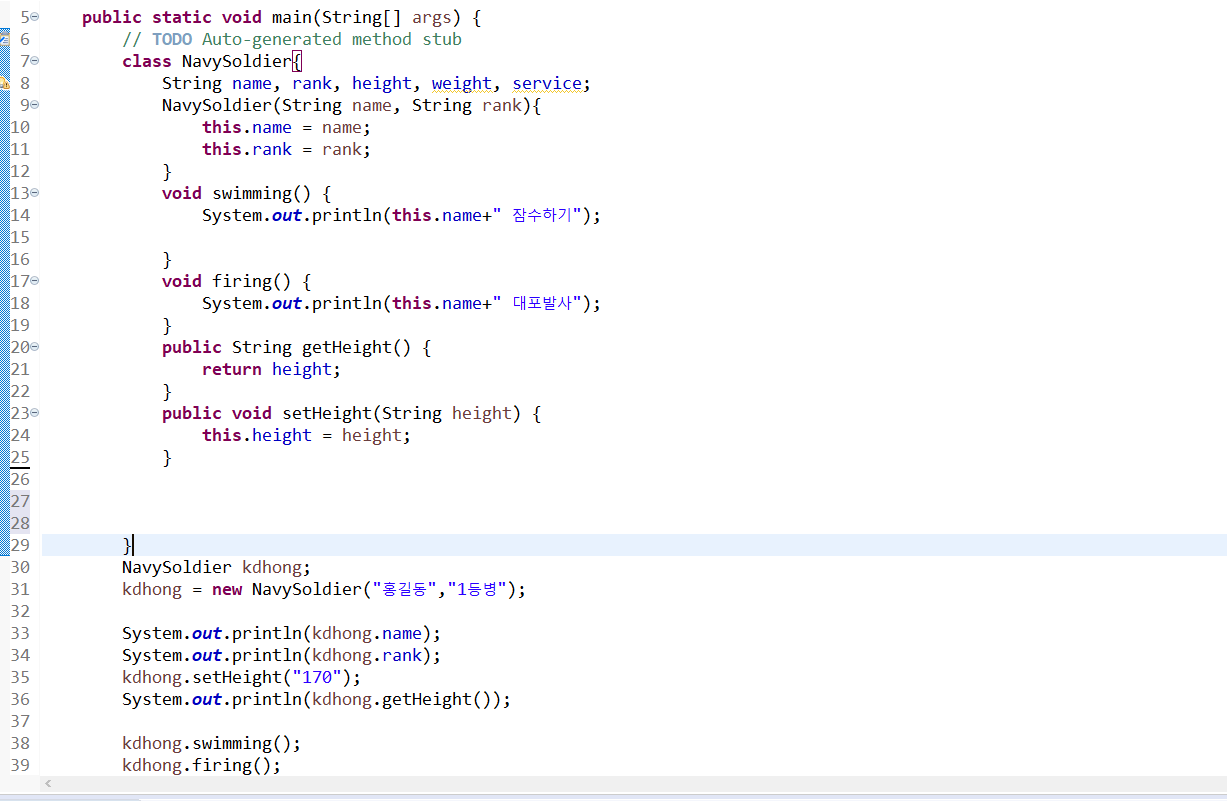 5 public static void main(String[] args) {
6 // TODO Auto-generated method stub
7 class NavySoldier{
8 String name, rank, height, weight, service;
9 NavySoldier(String name, String rank){
10 this.name = name;
11 this.rank = rank;
12 }
13 void swimming() {
14 System.out.println(this.name+" 잠수하기");
15
16 }
17 void firing() {
18 System.out.println(this.name+" 대포발사");
19 }
20 public String getHeight() {
21 return height;
22 }
23 public void setHeight(String height) {
24 this.height = height;
25 }
26
27
28
29 }
30 NavySoldier kdhong;
31 kdhong = new NavySoldier("홍길동","1등병");
32
33 System.out.println(kdhong.name);
34 System.out.println(kdhong.rank);
35 kdhong.setHeight("170");
36 System.out.println(kdhong.getHeight());
37
38 kdhong.swimming();
39 kdhong.firing();